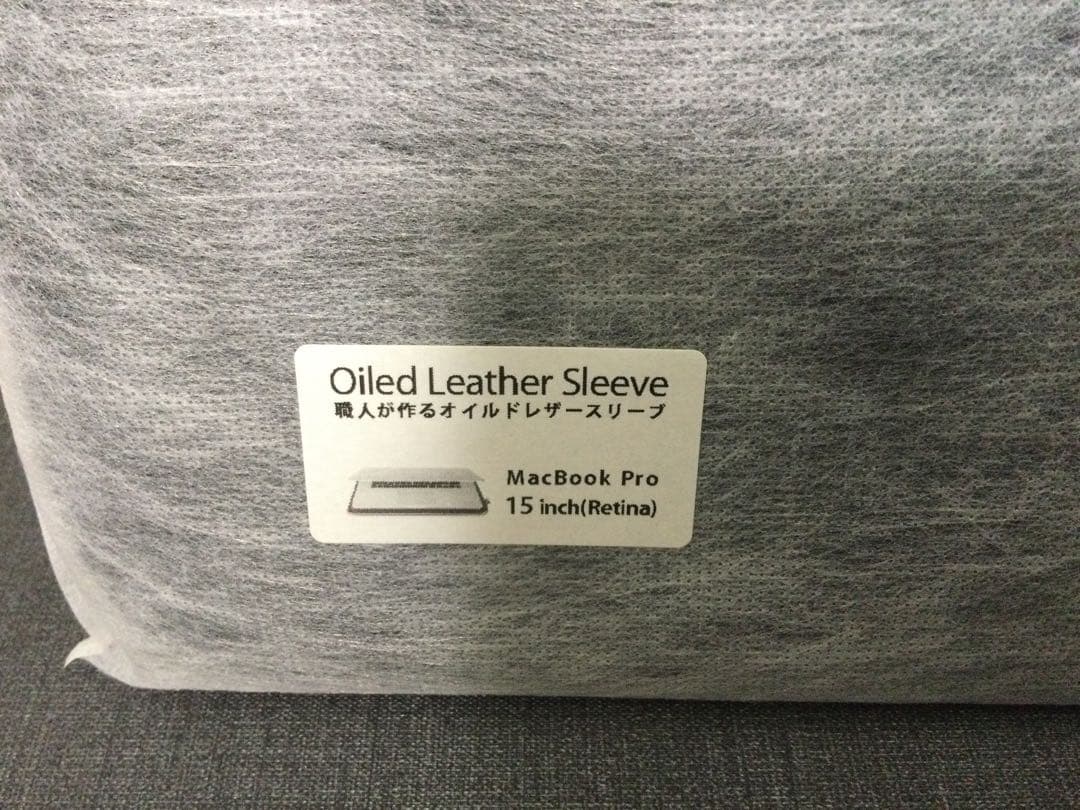 Oiled Leather Sleeve
職人が作るオイルドレザースリーブ
MacBook Pro
15 inch(Retina)